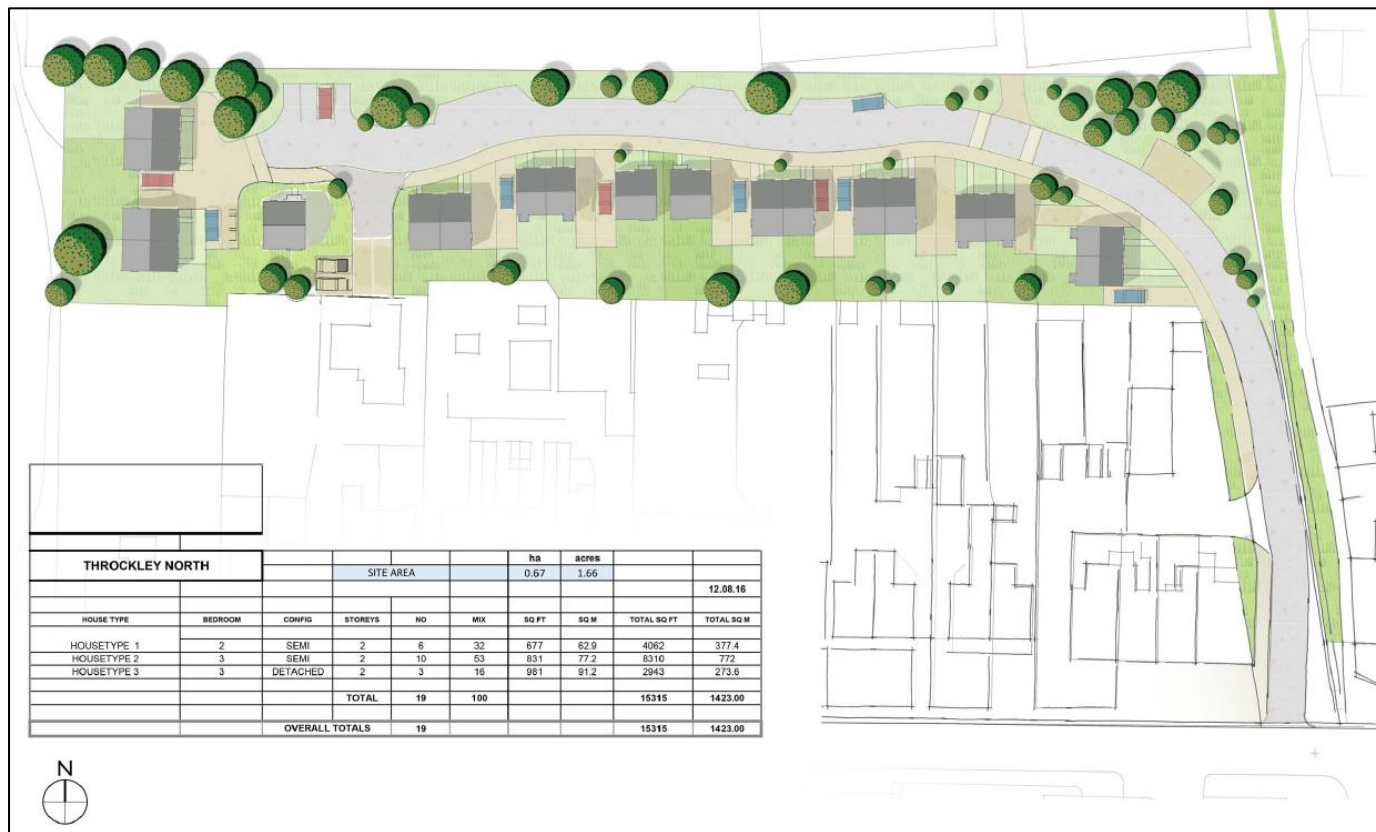 THROCKLEY NORTH
ha acres
SITE AREA 0.67 1.66
12.08.16
HOUSE TYPE BEDROOM CONFIG STOREYS NO MIX SQ FT SQ M TOTAL SQ FT TOTAL SQ M
HOUSETYPE 1 2 SEMI 2 6 32 677 62.9 4062 377.4
HOUSETYPE 2 3 SEMI 2 10 53 831 77.2 8310 772
HOUSETYPE 3 3 DETACHED 2 3 16 981 91.2 2943 273.6
TOTAL 19 100 15315 1423.00
OVERALL TOTALS 19 15315 1423.00
N